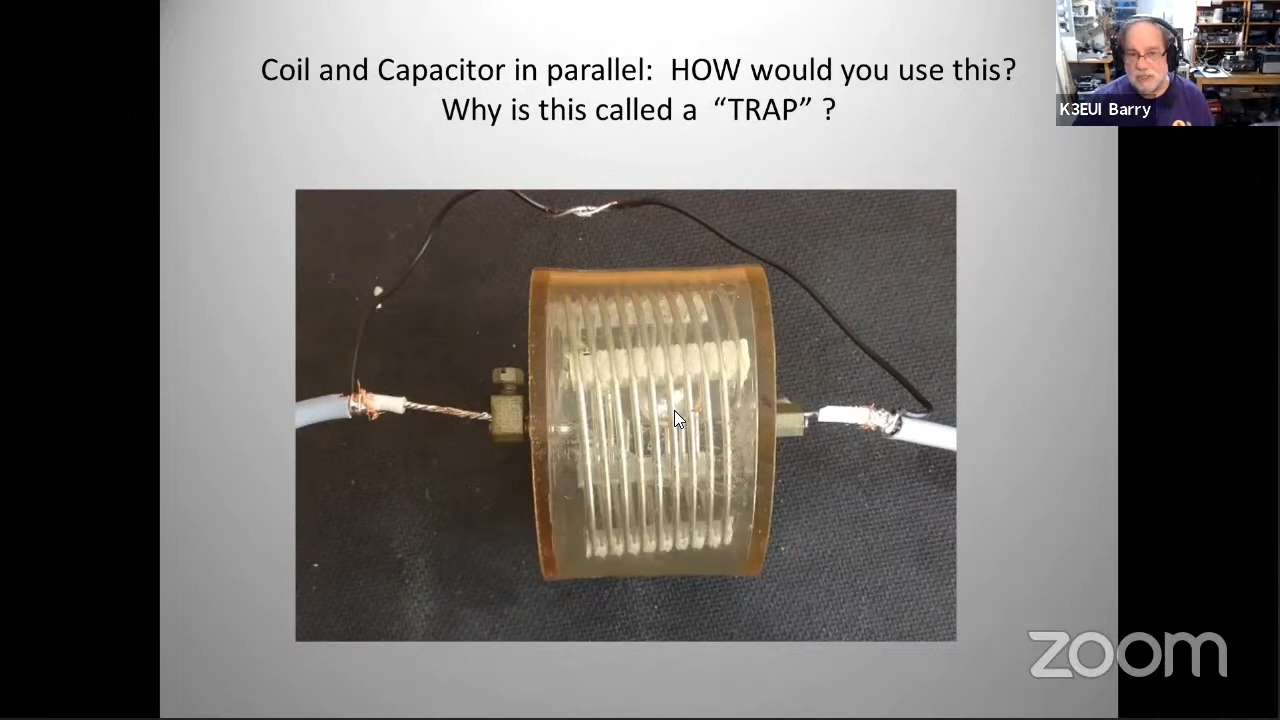 Coil and Capacitor in parallel:  HOW would you use this?
Why is this called a  “TRAP” ?
K3EUI Barry
zoom